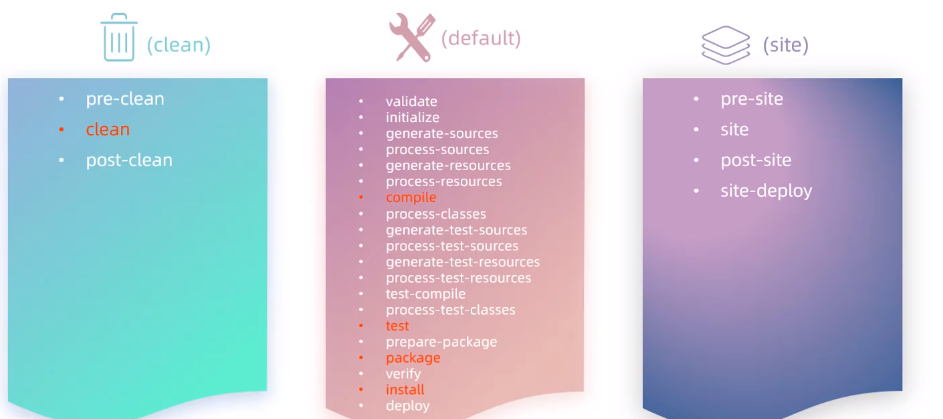 (clean)
• pre-clean
• clean
• post-clean
(default)
• validate
• initialize
• generate-sources
• process-sources
• generate-resources
• process-resources
• compile
• process-classes
• generate-test-sources
• process-test-sources
• generate-test-resources
• process-test-resources
• test-compile
• process-test-classes
• test
• prepare-package
• package
• verify
• install
• deploy
(site)
• pre-site
• site
• post-site
• site-deploy